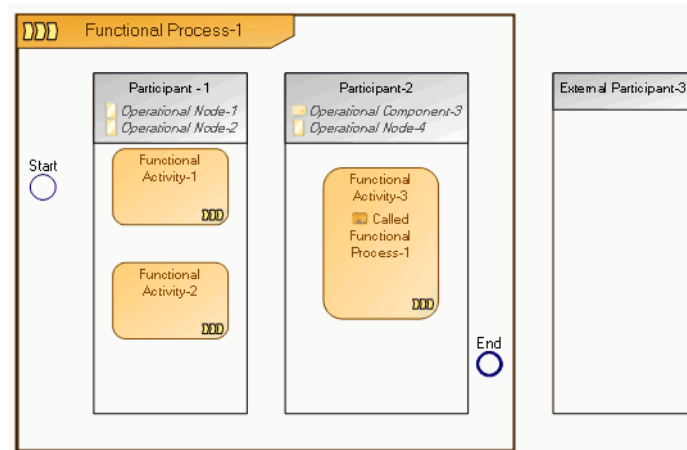 Functional Process-1
Participant - 1
Operational Node-1
Operational Node-2
Participant-2
Operational Component-3
Operational Node-4
External Participant-3
Start
Functional
Activity-1
Functional
Activity-2
Functional
Activity-3
Called
Functional
Process-1
End